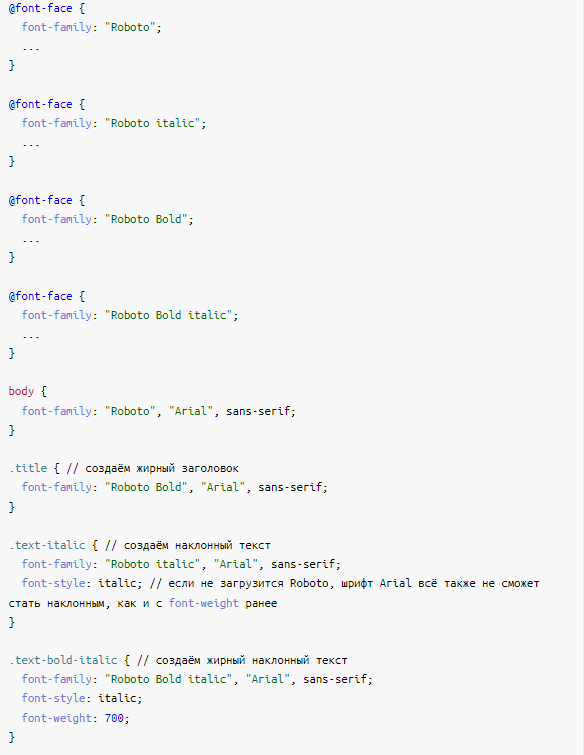 @font-face {
  font-family: "Roboto";
  ...
}
@font-face {
  font-family: "Roboto italic";
  ...
}
@font-face {
  font-family: "Roboto Bold";
  ...
}
@font-face {
  font-family: "Roboto Bold italic";
  ...
}
body {
  font-family: "Roboto", "Arial", sans-serif;
}
.title { // создаём жирный заголовок
  font-family: "Roboto Bold", "Arial", sans-serif;
}
.text-italic { // создаём наклонный текст
  font-family: "Roboto italic", "Arial", sans-serif;
  font-style: italic; // если не загрузится Roboto, шрифт Arial всё также не сможет
стать наклонным, как и с font-weight ранее
}
.text-bold-italic { // создаём жирный наклонный текст
  font-family: "Roboto Bold italic", "Arial", sans-serif;
  font-style: italic;
  font-weight: 700;
}